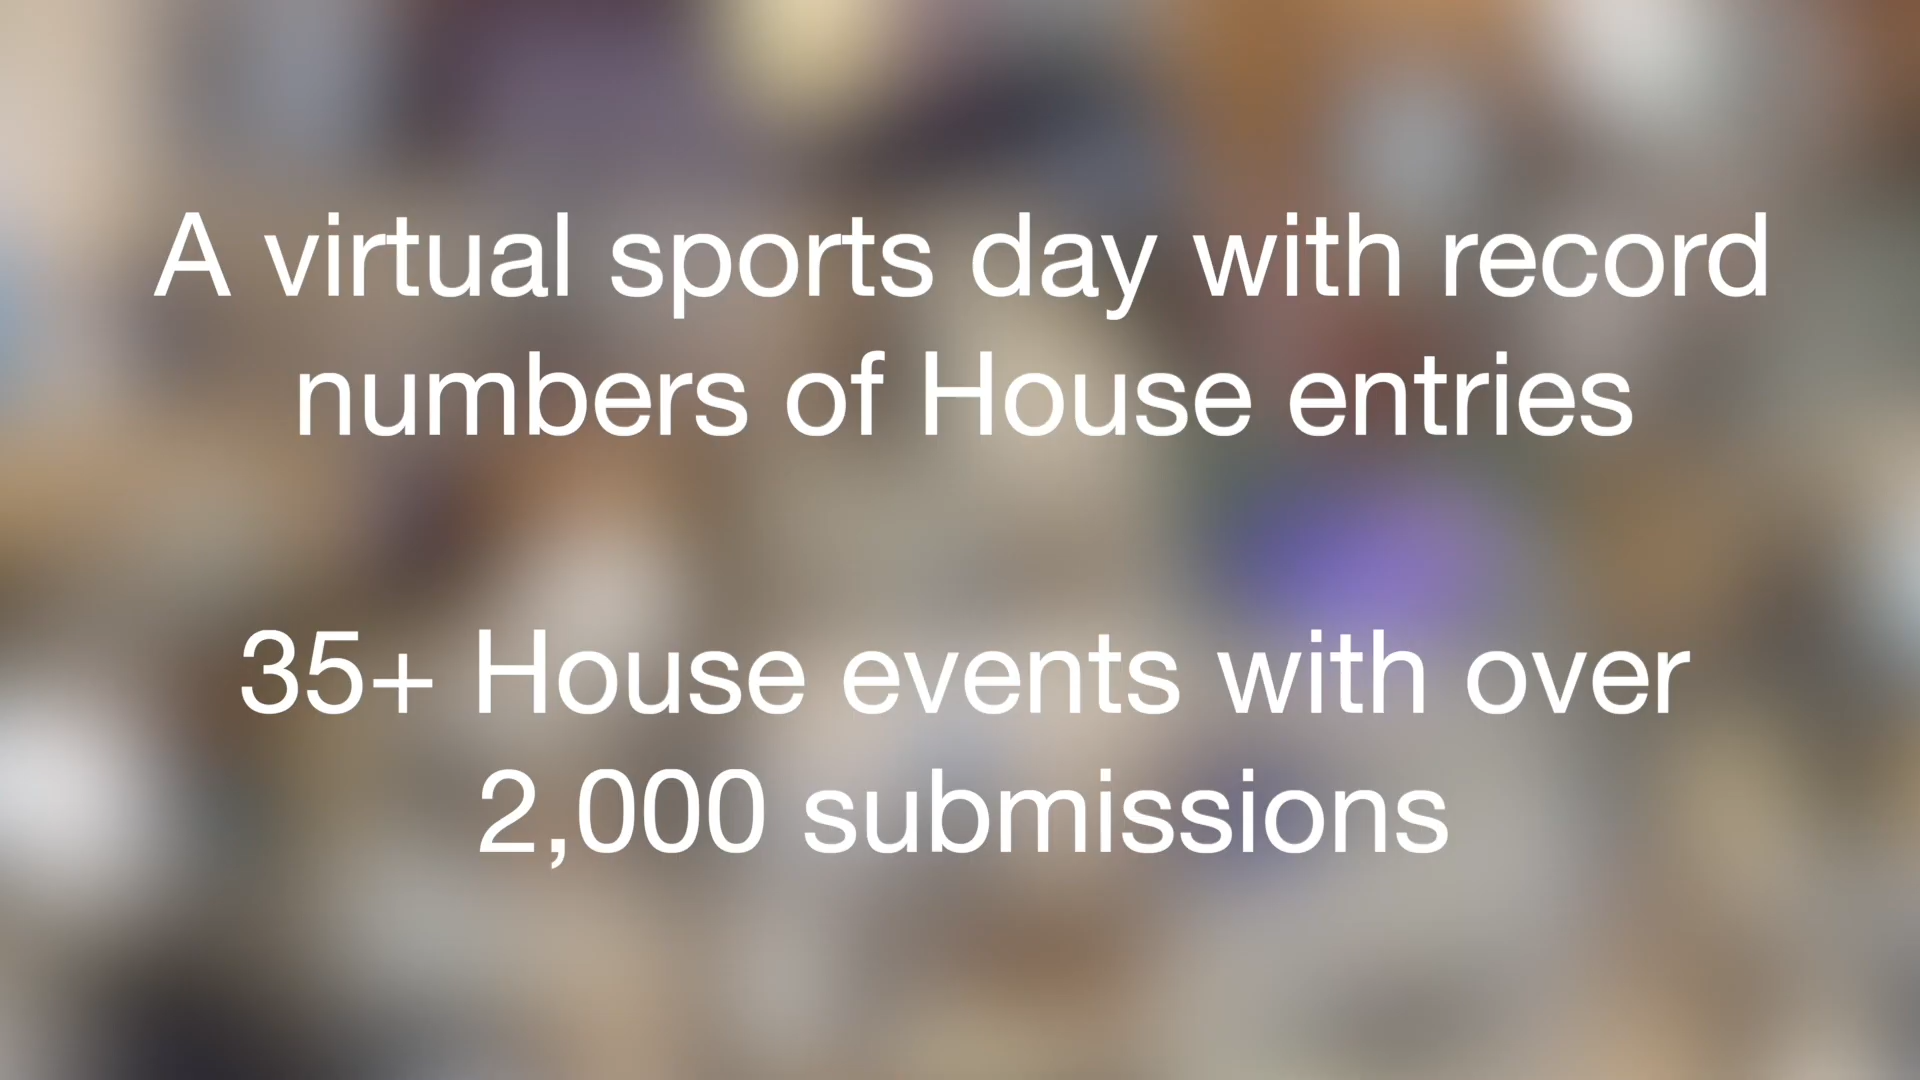 A virtual sports day with record
numbers of House entries
35+ House events with over
2,000 submissions